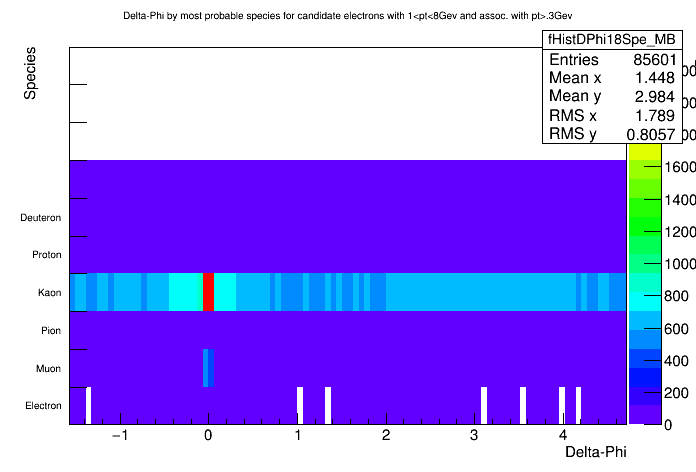 Delta-Phi by most probable species for candidate electrons with 1<pt<8Gev and assoc. with pt>.3Gev
fHistDPhi18Spe_MB
Entries 85601
Mean x 1.448
Mean y 2.984
RMS x 1.789
RMS y 0.8057
Species
Deuteron
Proton
Kaon
Pion
Muon
Electron
1600
1400
1200
1000
800
600
400
200
0
−1 0 1 2 3 4
Delta-Phi